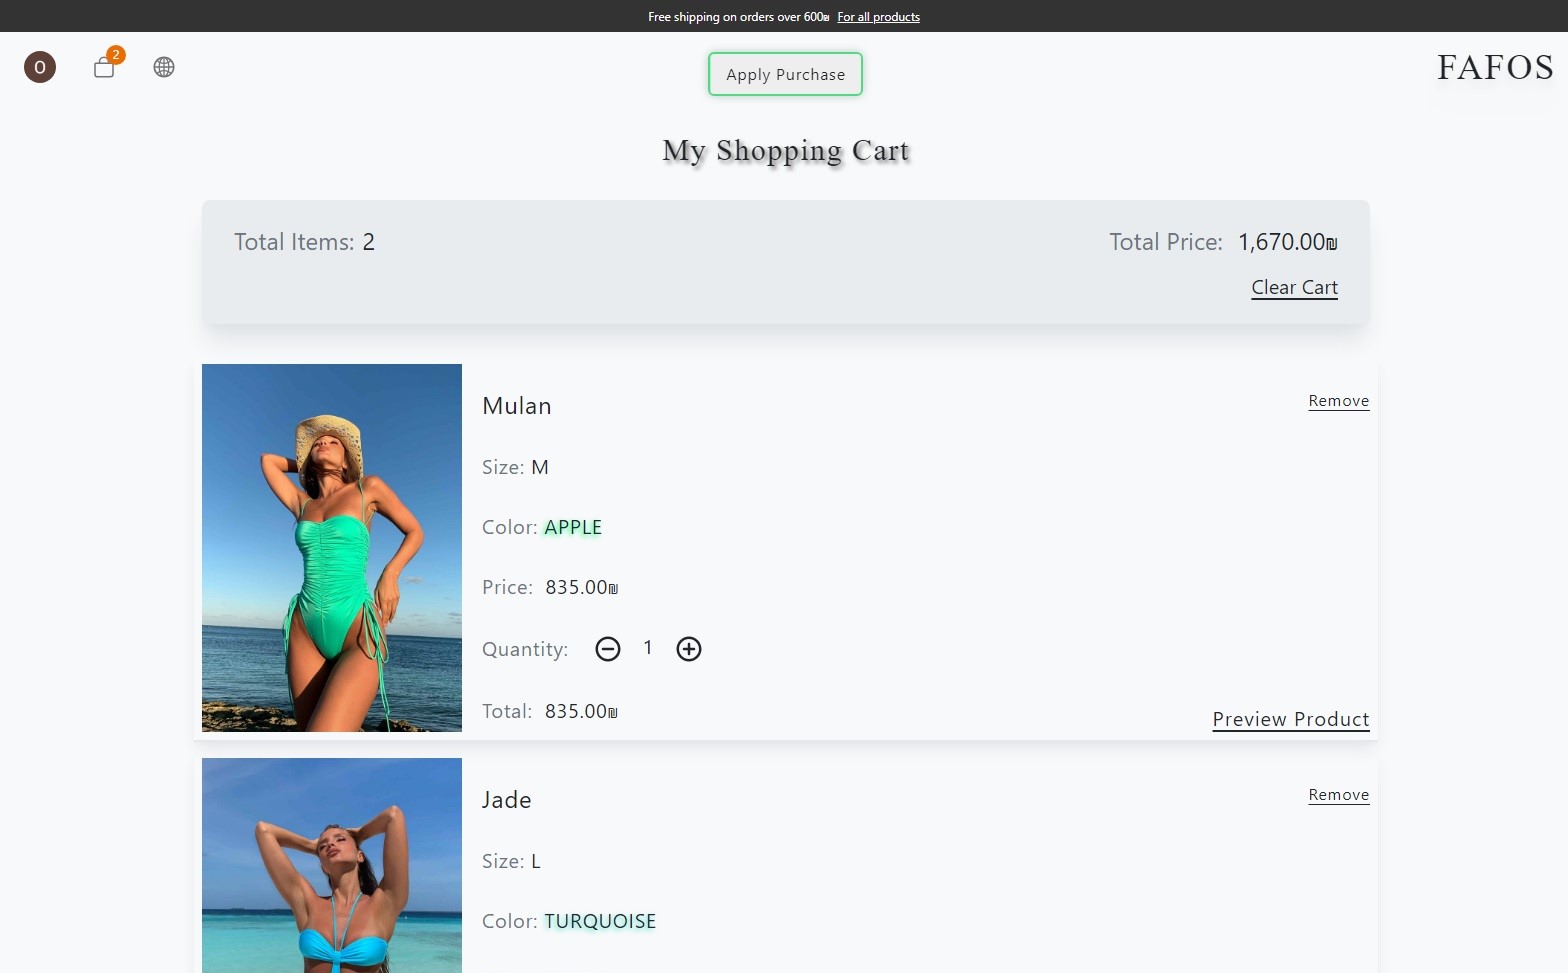 Free shipping on orders over 600₪ For all products
O
2
Apply Purchase
FAFOS
My Shopping Cart
Total Items: 2
Total Price: 1,670.00₪
Clear Cart
Mulan
Remove
Size: M
Color: APPLE
Price: 835.00₪
Quantity: 1
Total: 835.00₪
Preview Product
Jade
Remove
Size: L
Color: TURQUOISE